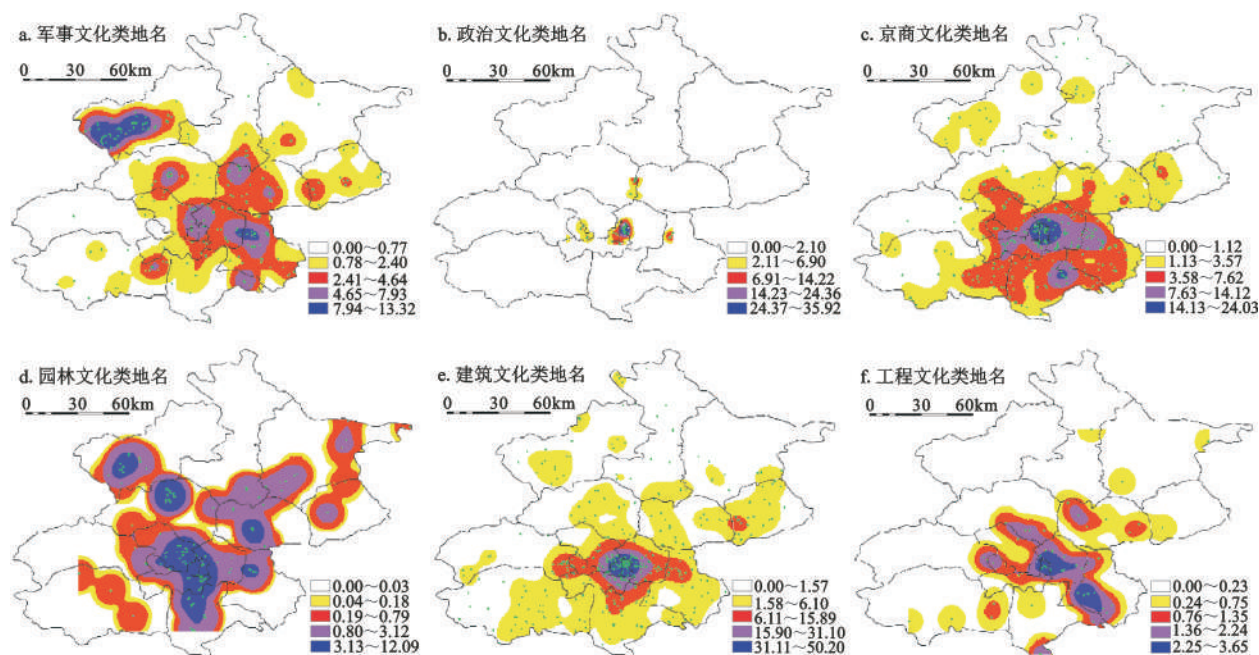 a. 军事文化类地名
0 30 60km
0.00～0.77
0.78～2.40
2.41～4.64
4.65～7.93
7.94～13.32
b. 政治文化类地名
0 30 60km
0.00～2.10
2.11～6.90
6.91～14.22
14.23～24.36
24.37～35.92
c. 京商文化类地名
0 30 60km
0.00～1.12
1.13～3.57
3.58～7.62
7.63～14.12
14.13～24.03
d. 园林文化类地名
0 30 60km
0.00～0.03
0.04～0.18
0.19～0.79
0.80～3.12
3.13～12.09
e. 建筑文化类地名
0 30 60km
0.00～1.57
1.58～6.10
6.11～15.89
15.90～31.10
31.11～50.20
f. 工程文化类地名
0 30 60km
0.00～0.23
0.24～0.75
0.76～1.35
1.36～2.24
2.25～3.65